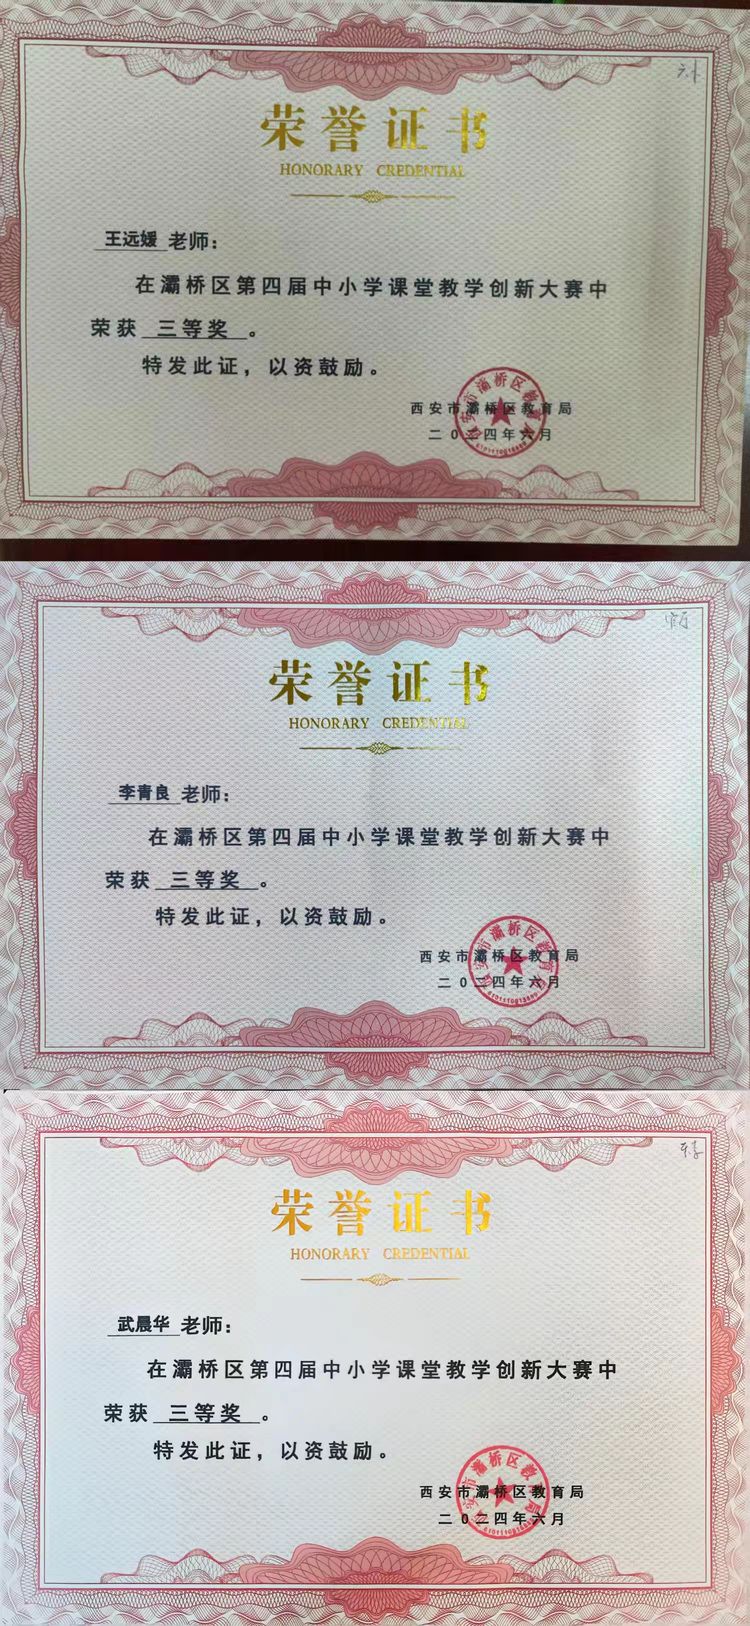 荣誉证书
HONORARY CREDENTIAL
王远媛老师：
在灞桥区第四届中小学课堂教学创新大赛中
荣获 三等奖 。
特发此证，以资鼓励。
西安市灞桥区教育局
二〇二四年六月
荣誉证书
HONORARY CREDENTIAL
李青良老师：
在灞桥区第四届中小学课堂教学创新大赛中
荣获 三等奖 。
特发此证，以资鼓励。
西安市灞桥区教育局
二〇二四年六月
荣誉证书
HONORARY CREDENTIAL
武晨华老师：
在灞桥区第四届中小学课堂教学创新大赛中
荣获 三等奖 。
特发此证，以资鼓励。
西安市灞桥区教育局
二〇二四年六月